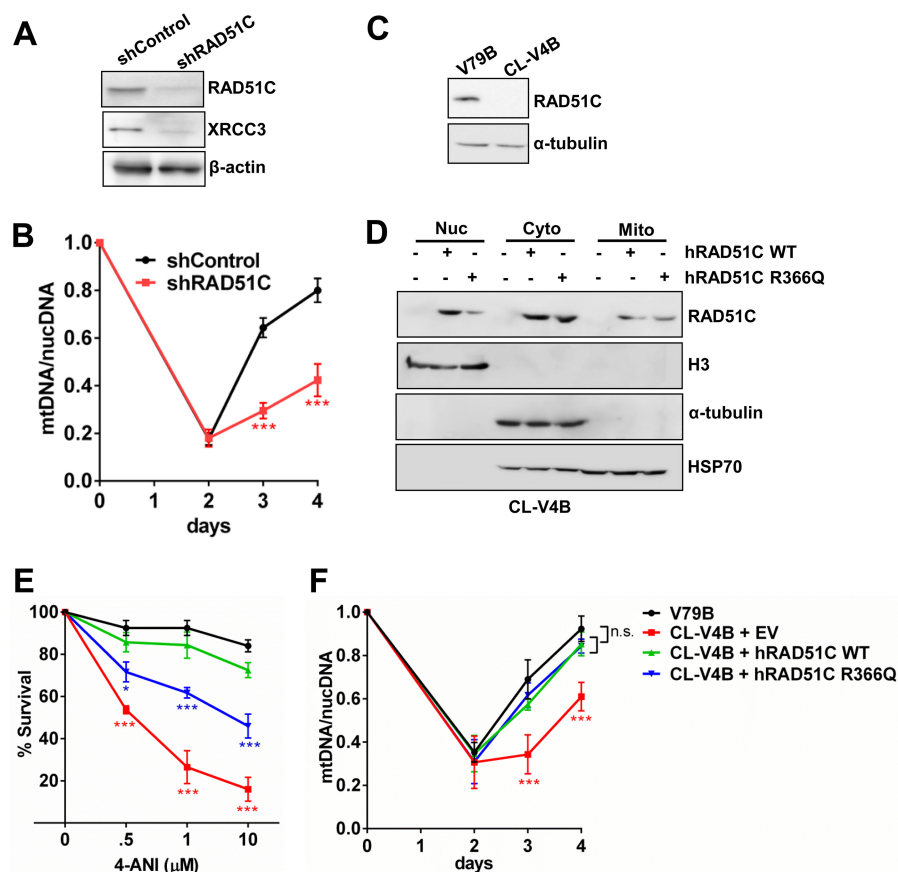 A
shControl
shRAD51C
RAD51C
XRCC3
β-actin
C
V79B
CL-V4B
RAD51C
α-tubulin
B
mtDNA/nucDNA
1.0
0.8
0.6
0.4
0.2
0.0
0 1 2 3 4
days
shControl
shRAD51C
***
***
D
Nuc Cyto Mito
- + - + - + hRAD51C WT
- + - + - + hRAD51C R366Q
RAD51C
H3
α-tubulin
HSP70
CL-V4B
E
% Survival
100
80
60
40
20
0 .5 1 10
4-ANI (μM)
*
***
***
***
***
***
F
mtDNA/nucDNA
1.0
0.8
0.6
0.4
0.2
0.0
0 1 2 3 4
days
n.s.
***
***
V79B
CL-V4B + EV
CL-V4B + hRAD51C WT
CL-V4B + hRAD51C R366Q